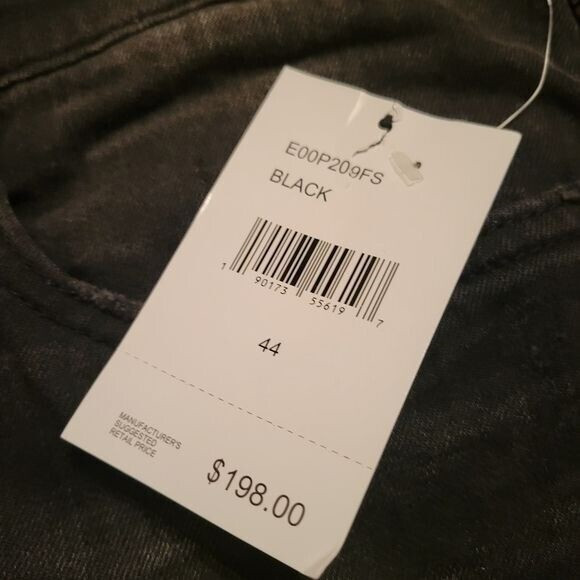 E00P209FS
BLACK
1 90173 55619 7
44
MANUFACTURER'S
SUGGESTED
RETAIL PRICE
$198.00